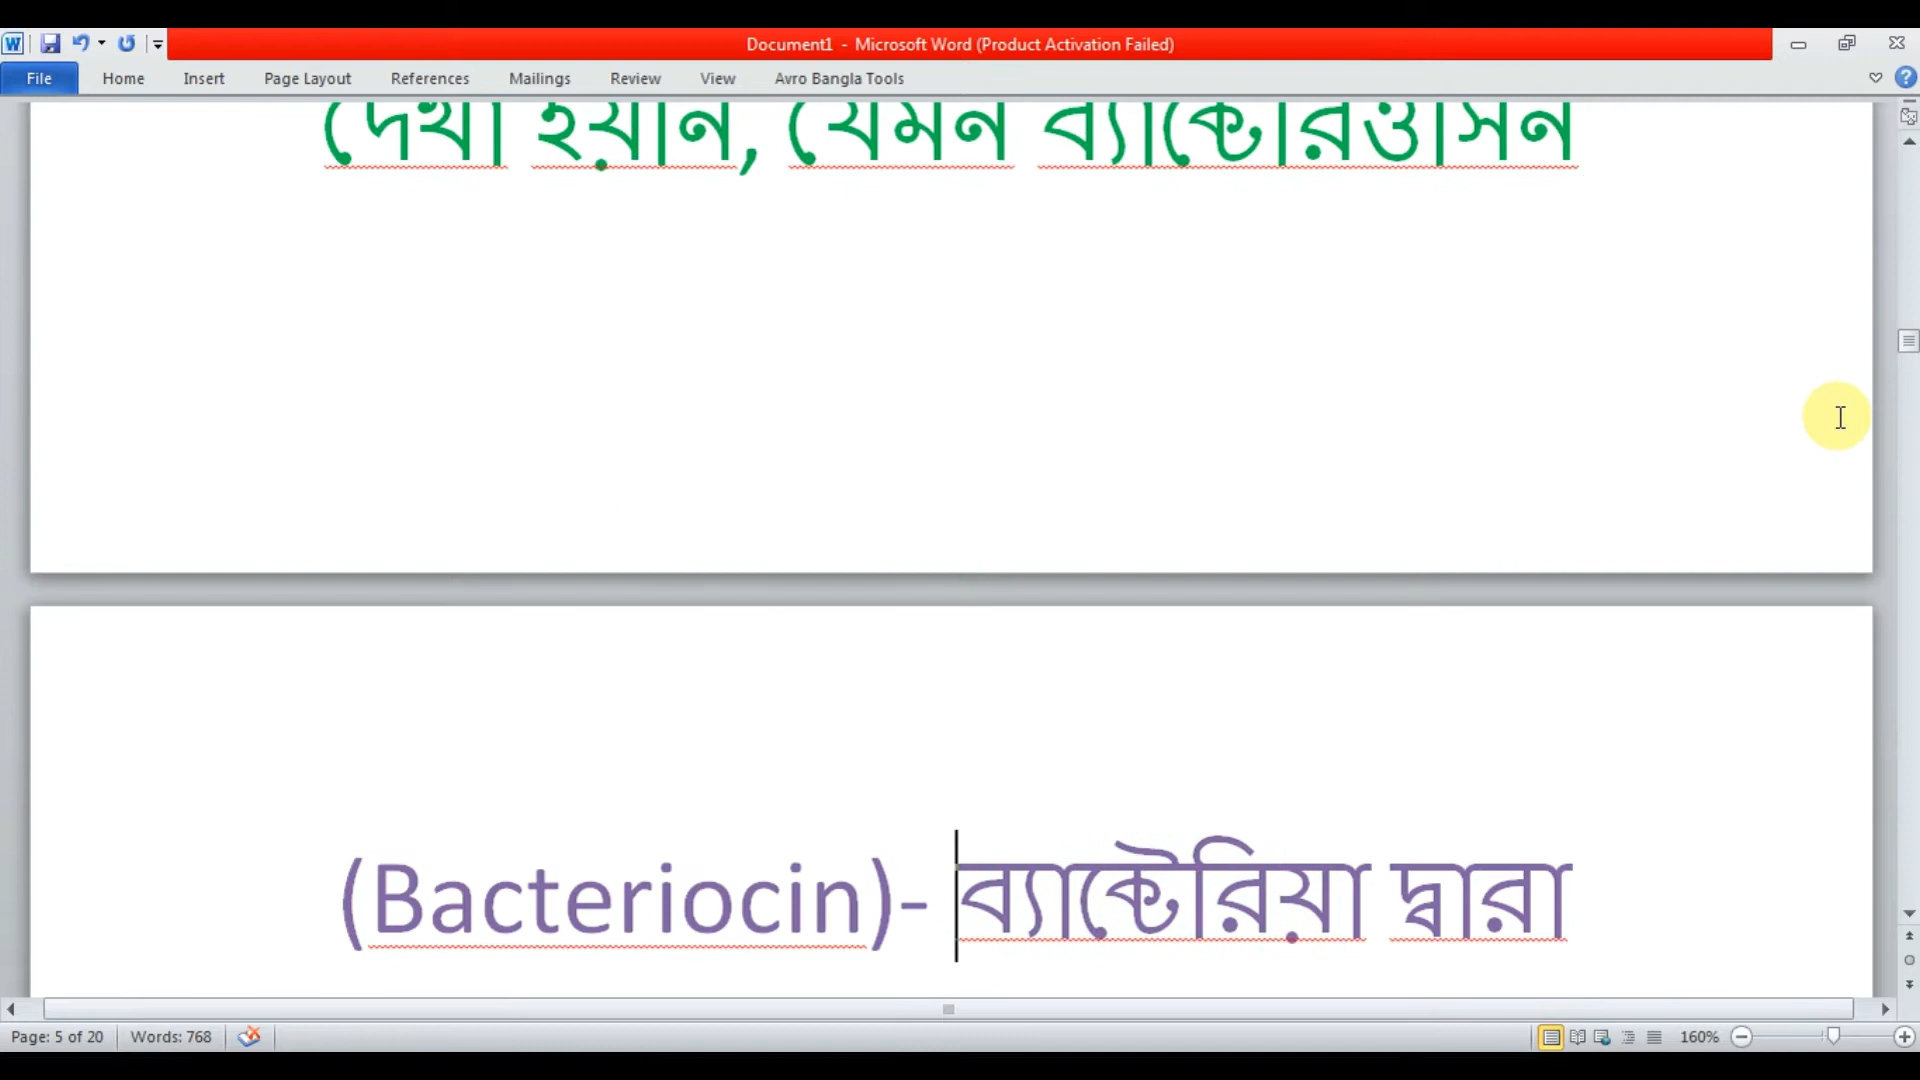 Document1 - Microsoft Word (Product Activation Failed)
File Home Insert Page Layout References Mailings Review View Avro Bangla Tools
দেখা হয়নি, যেমন ব্যাক্টেরিওসিন
(Bacteriocin)- ব্যাক্টেরিয়া দ্বারা
Page: 5 of 20 Words: 768 160%